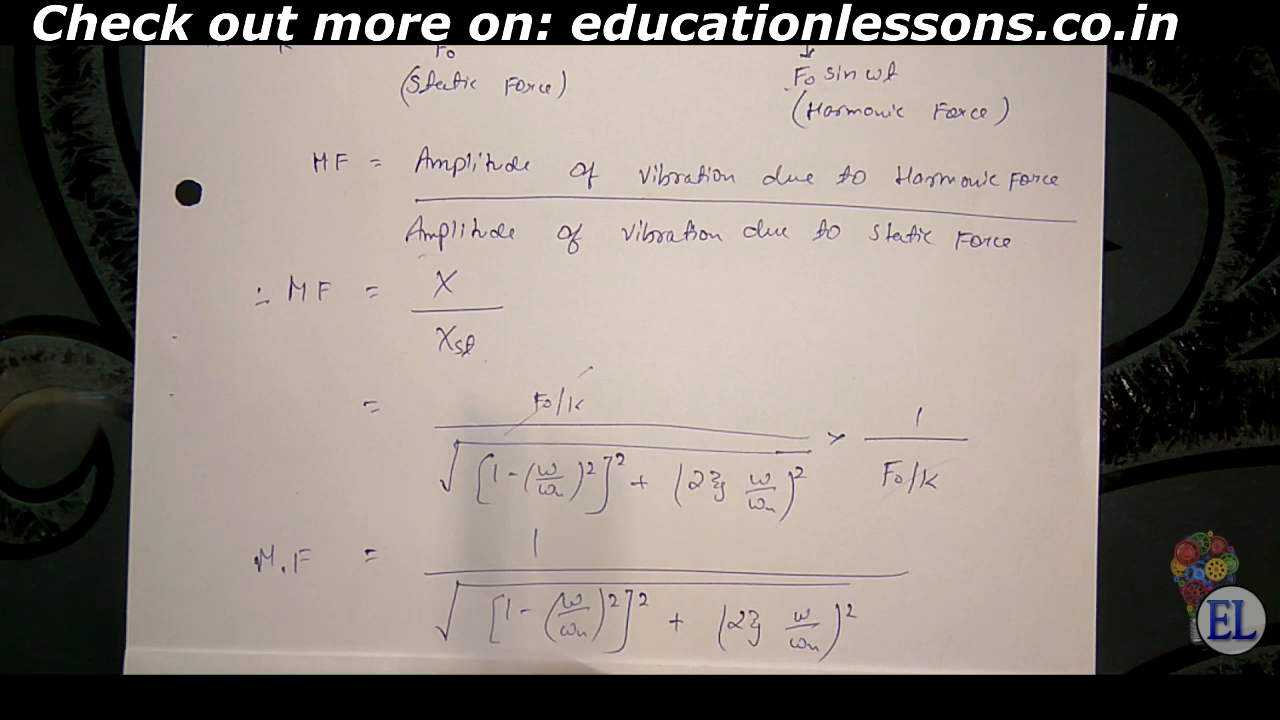 Check out more on: educationlessons.co.in
F₀ F₀ sin ωt
(Static Force) (Harmonic Force)
MF = Amplitude of vibration due to Harmonic Force / Amplitude of vibration due to Static Force
∴ MF = X / Xst
= F₀/K / √([1-(ω/ωn)²]² + (2ξ ω/ωn)²) × 1 / F₀/K
M.F = 1 / √([1-(ω/ωn)²]² + (2ξ ω/ωn)²)
EL